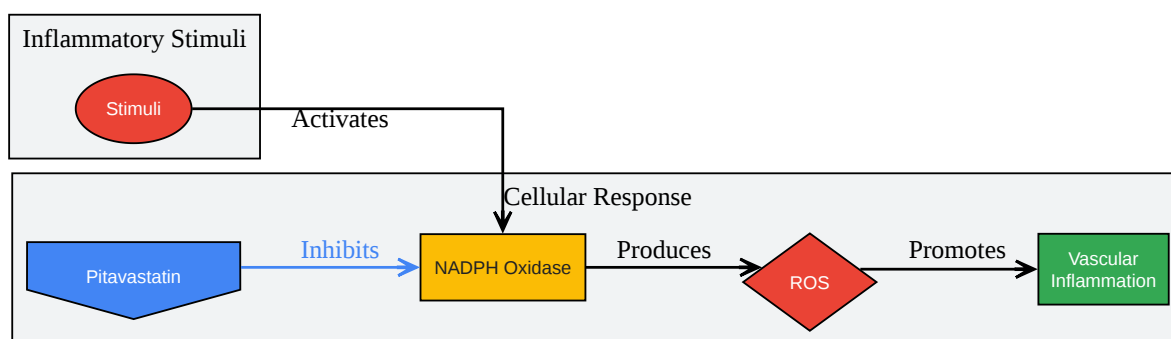 Inflammatory Stimuli
Stimuli
Activates
Cellular Response
Pitavastatin
Inhibits
NADPH Oxidase
Produces
ROS
Promotes
Vascular
Inflammation